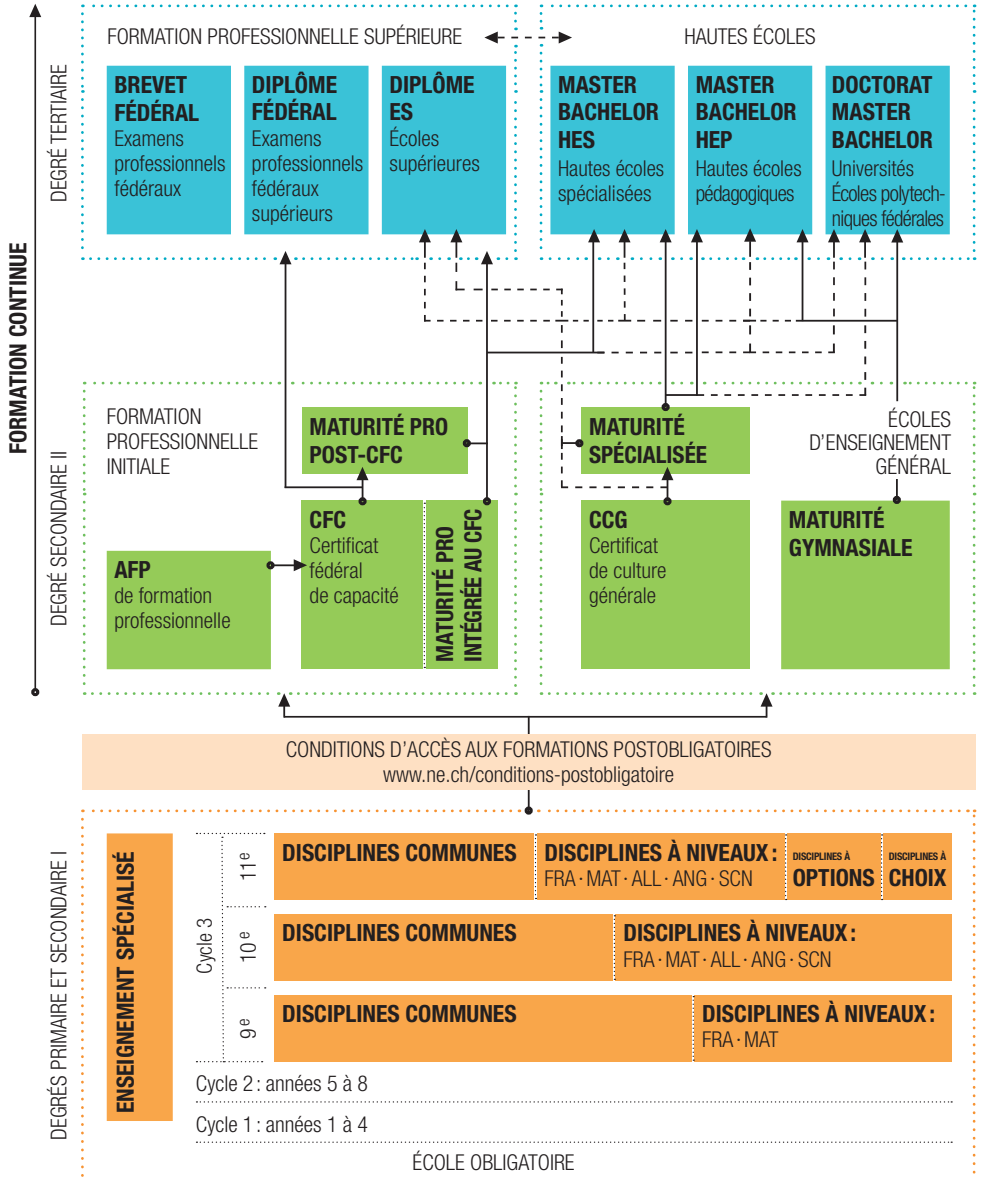 FORMATION CONTINUE
DEGRÉ TERTIAIRE
FORMATION PROFESSIONNELLE SUPÉRIEURE
HAUTES ÉCOLES
BREVET
FÉDÉRAL
Examens
professionnels
fédéraux
DIPLÔME
FÉDÉRAL
Examens
professionnels
fédéraux
supérieurs
DIPLÔME
ES
Écoles
supérieures
MASTER
BACHELOR
HES
Hautes écoles
spécialisées
MASTER
BACHELOR
HEP
Hautes écoles
pédagogiques
DOCTORAT
MASTER
BACHELOR
Universités
Écoles polytech-
niques fédérales
DEGRÉ SECONDAIRE II
FORMATION
PROFESSIONNELLE
INITIALE
MATURITÉ PRO
POST-CFC
MATURITÉ
SPÉCIALISÉE
ÉCOLES
D'ENSEIGNEMENT
GÉNÉRAL
AFP
de formation
professionnelle
CFC
Certificat
fédéral
de capacité
MATURITÉ PRO
INTÉGRÉE AU CFC
CCG
Certificat
de culture
générale
MATURITÉ
GYMNASIALE
CONDITIONS D'ACCÈS AUX FORMATIONS POSTOBLIGATOIRES
www.ne.ch/conditions-postobligatoire
DEGRÉS PRIMAIRE ET SECONDAIRE I
ENSEIGNEMENT SPÉCIALISÉ
Cycle 3
11e
DISCIPLINES COMMUNES
DISCIPLINES À NIVEAUX :
FRA · MAT · ALL · ANG · SCN
DISCIPLINES À
OPTIONS
DISCIPLINES À
CHOIX
10e
DISCIPLINES COMMUNES
DISCIPLINES À NIVEAUX :
FRA · MAT · ALL · ANG · SCN
9e
DISCIPLINES COMMUNES
DISCIPLINES À NIVEAUX :
FRA · MAT
Cycle 2 : années 5 à 8
Cycle 1 : années 1 à 4
ÉCOLE OBLIGATOIRE